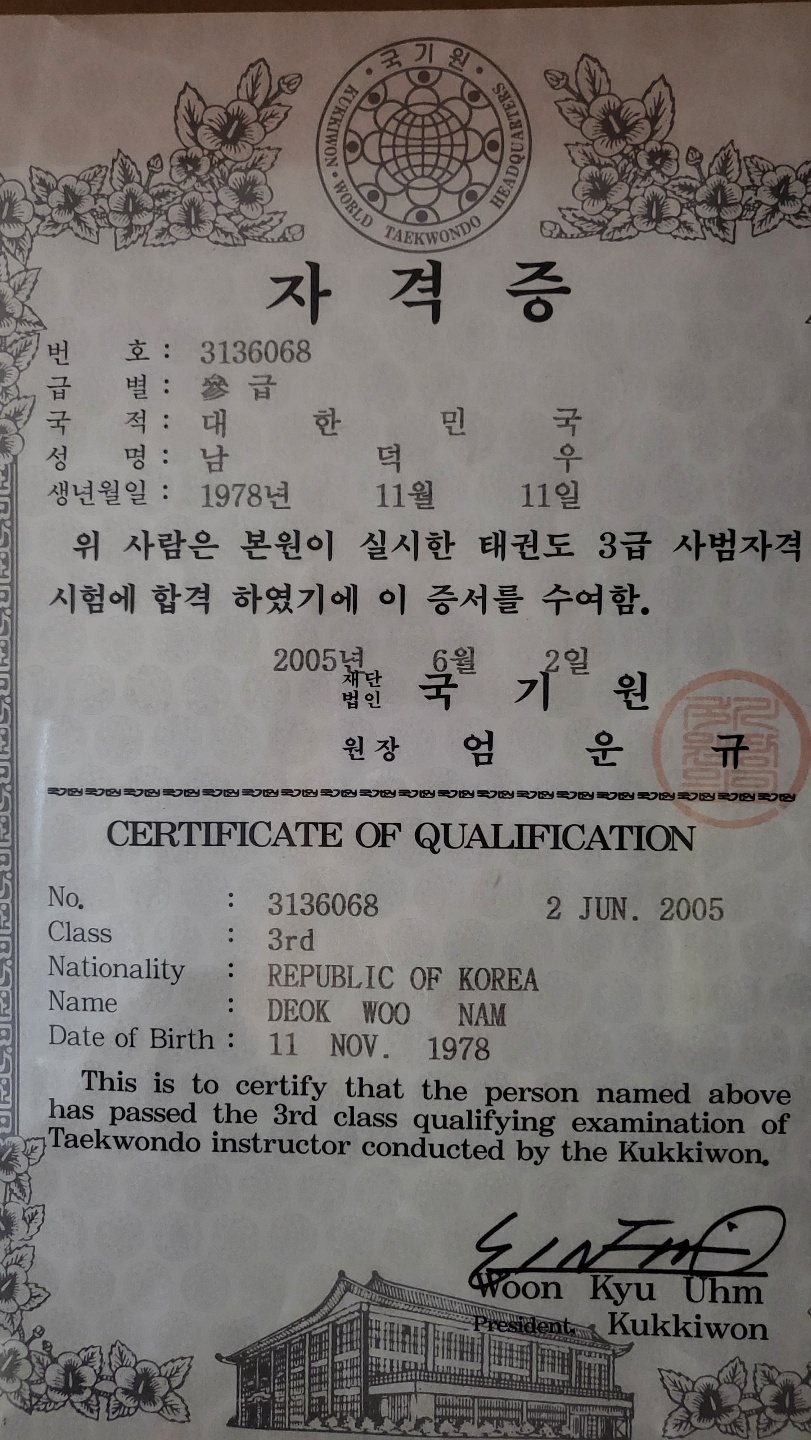 국기원
KUKKIWON • WORLD TAEKWONDO HEADQUARTERS
자 격 증
번 호 : 3136068
급 별 : 參 급
국 적 : 대 한 민 국
성 명 : 남 덕 우
생년월일 : 1978년 11월 11일
위 사람은 본원이 실시한 태권도 3급 사범자격
시험에 합격 하였기에 이 증서를 수여함.
2005년 6월 2일
재단법인 국 기 원
원장 엄 운 규
CERTIFICATE OF QUALIFICATION
No. : 3136068 2 JUN. 2005
Class : 3rd
Nationality : REPUBLIC OF KOREA
Name : DEOK WOO NAM
Date of Birth : 11 NOV. 1978
This is to certify that the person named above
has passed the 3rd class qualifying examination of
Taekwondo instructor conducted by the Kukkiwon.
Woon Kyu Uhm
President, Kukkiwon